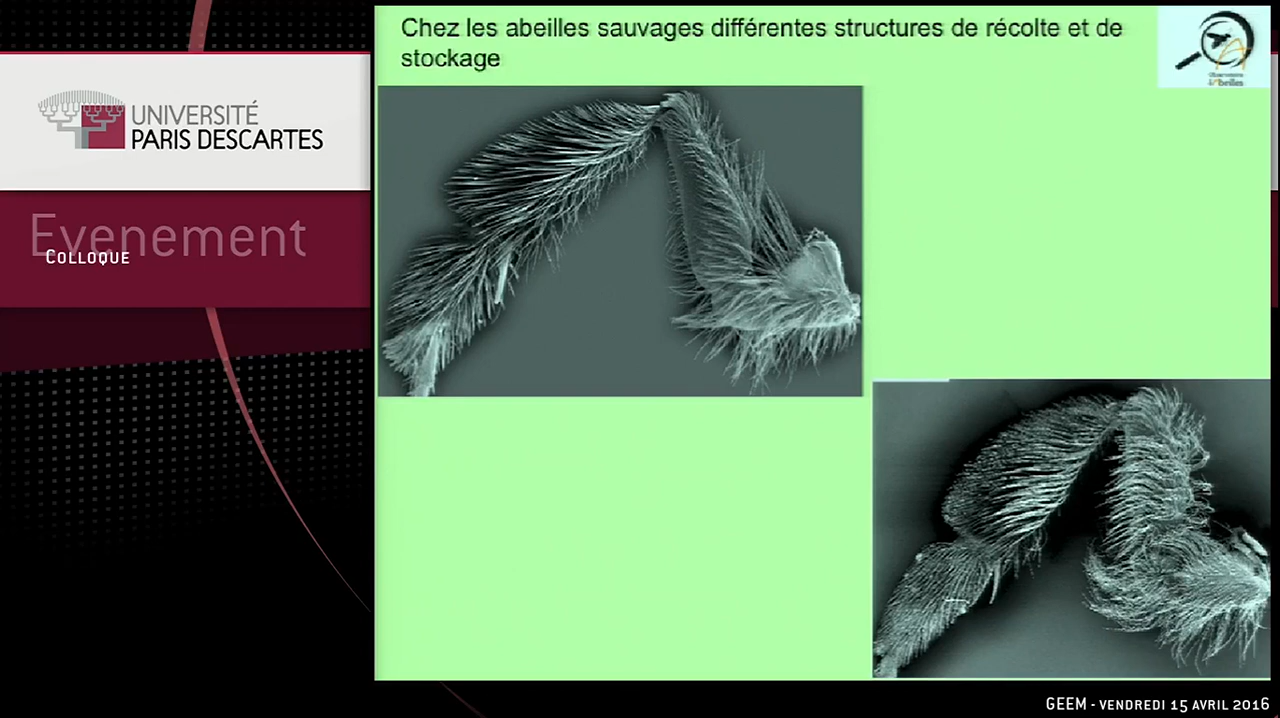 Chez les abeilles sauvages différentes structures de récolte et de
stockage
UNIVERSITÉ
PARIS DESCARTES
Evenement
COLLOQUE
GEEM - VENDREDI 15 AVRIL 2016